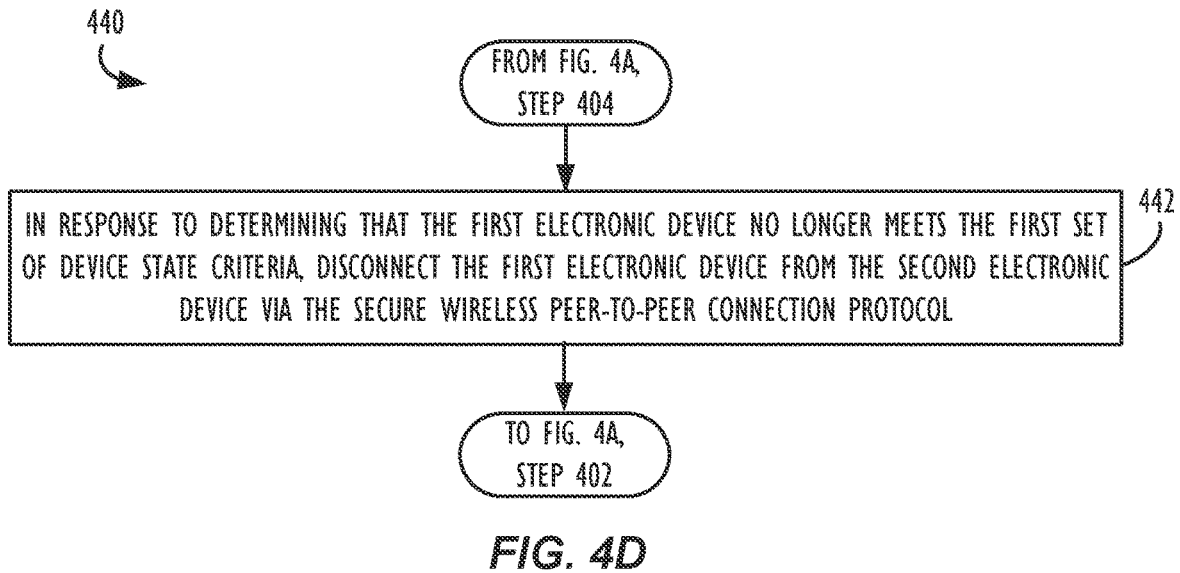 440
FROM FIG. 4A,
STEP 404
IN RESPONSE TO DETERMINING THAT THE FIRST ELECTRONIC DEVICE NO LONGER MEETS THE FIRST SET
OF DEVICE STATE CRITERIA, DISCONNECT THE FIRST ELECTRONIC DEVICE FROM THE SECOND ELECTRONIC
DEVICE VIA THE SECURE WIRELESS PEER-TO-PEER CONNECTION PROTOCOL
442
TO FIG. 4A,
STEP 402
FIG. 4D